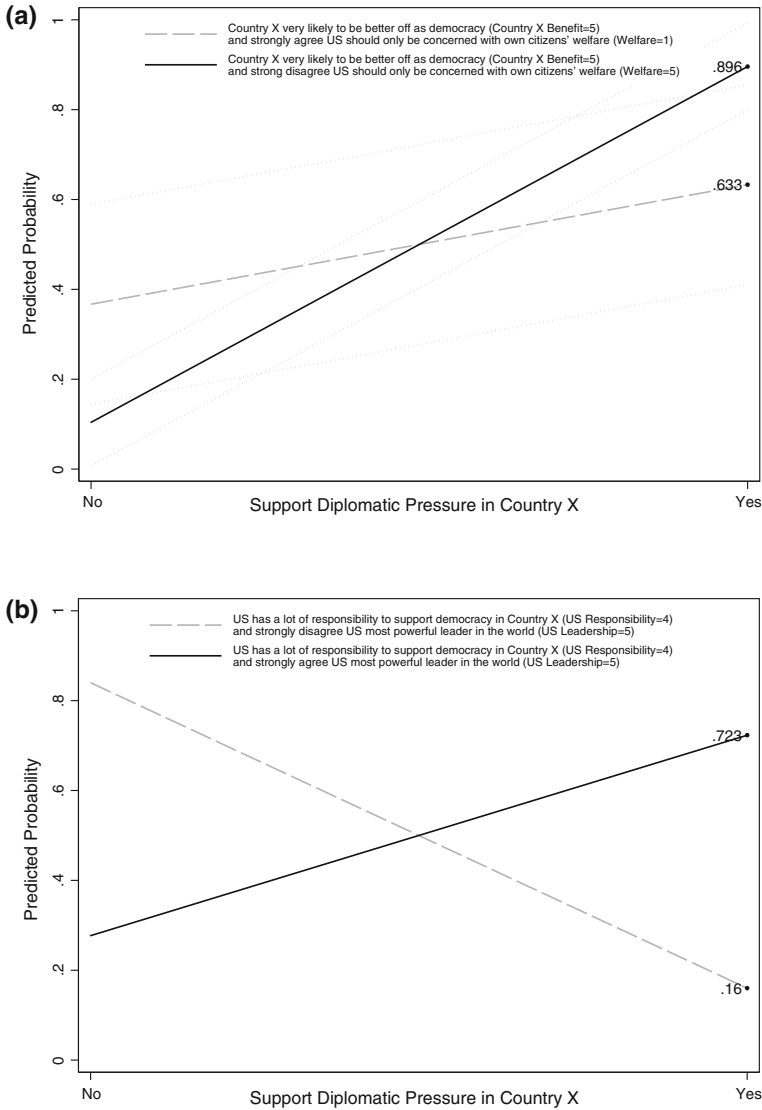 (a)
1
Country X very likely to be better off as democracy (Country X Benefit=5)
and strongly agree US should only be concerned with own citizens' welfare (Welfare=1)
Country X very likely to be better off as democracy (Country X Benefit=5)
and strong disagree US should only be concerned with own citizens' welfare (Welfare=5)
.896
.8
.633
.6
Predicted Probability
.4
.2
0
No
Yes
Support Diplomatic Pressure in Country X
(b)
1
US has a lot of responsibility to support democracy in Country X (US Responsibility=4)
and strongly disagree US most powerful leader in the world (US Leadership=5)
US has a lot of responsibility to support democracy in Country X (US Responsibility=4)
and strongly agree US most powerful leader in the world (US Leadership=5)
.8
.723
.6
Predicted Probability
.4
.2
.16
0
No
Yes
Support Diplomatic Pressure in Country X